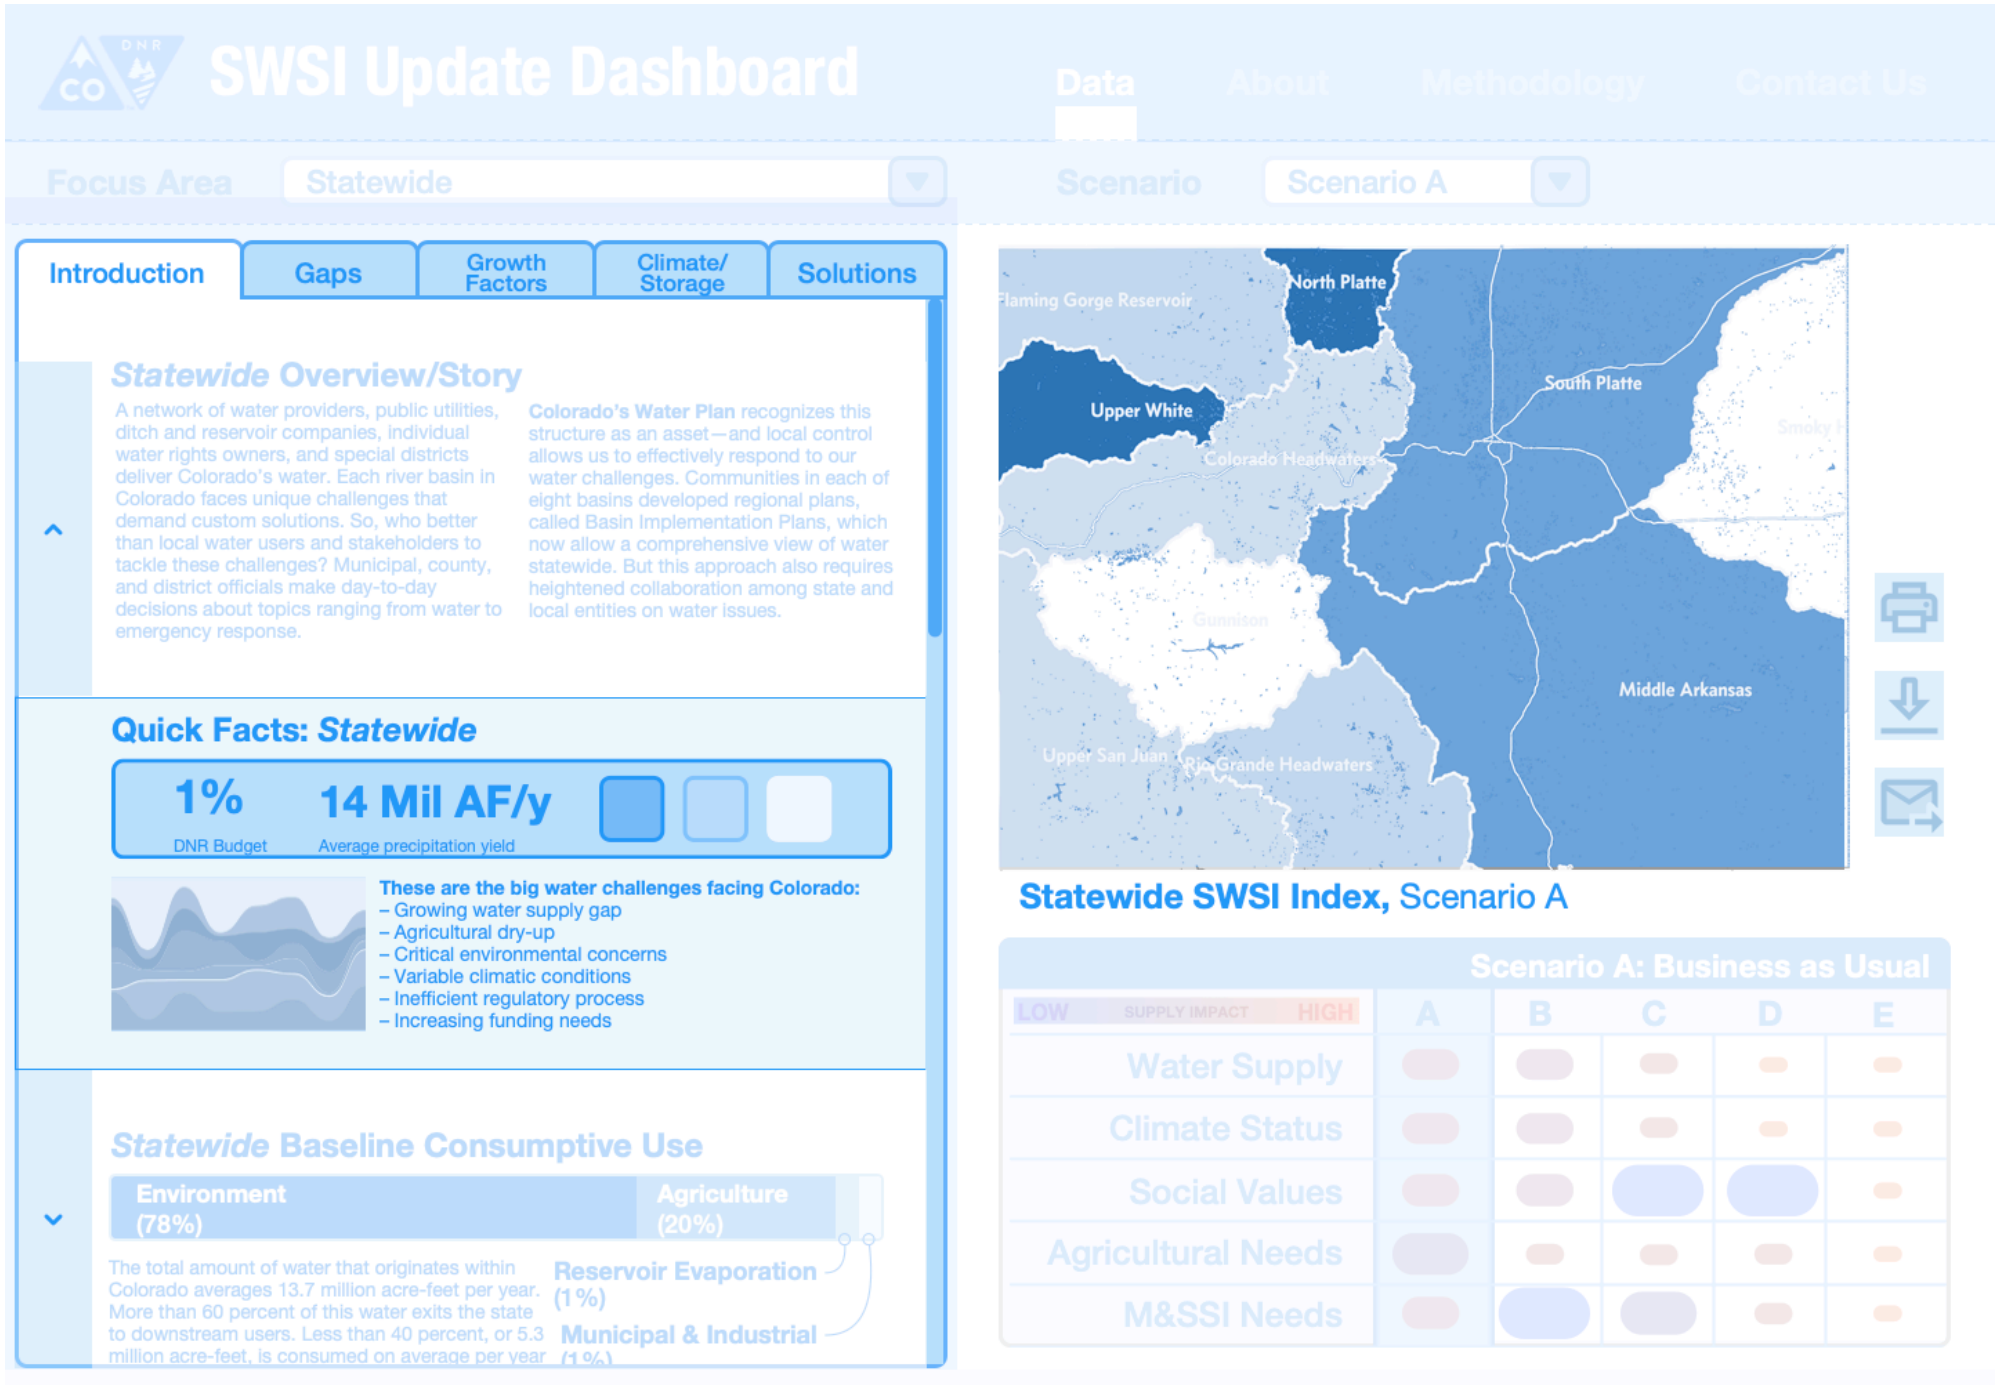 DNR
CO
SWSI Update Dashboard
Data
About
Methodology
Contact Us
Focus Area
Statewide
Scenario
Scenario A
Introduction
Gaps
Growth
Factors
Climate/
Storage
Solutions
Statewide Overview/Story
A network of water providers, public utilities,
ditch and reservoir companies, individual
water rights owners, and special districts
deliver Colorado's water. Each river basin in
Colorado faces unique challenges that
demand custom solutions. So, who better
than local water users and stakeholders to
tackle these challenges? Municipal, county,
and district officials make day-to-day
decisions about topics ranging from water to
emergency response.
Colorado's Water Plan recognizes this
structure as an asset—and local control
allows us to effectively respond to our
water challenges. Communities in each of
eight basins developed regional plans,
called Basin Implementation Plans, which
now allow a comprehensive view of water
statewide. But this approach also requires
heightened collaboration among state and
local entities on water issues.
Quick Facts: Statewide
1%
DNR Budget
14 Mil AF/y
Average precipitation yield
These are the big water challenges facing Colorado:
– Growing water supply gap
– Agricultural dry-up
– Critical environmental concerns
– Variable climatic conditions
– Inefficient regulatory process
– Increasing funding needs
Statewide Baseline Consumptive Use
Environment
(78%)
Agriculture
(20%)
The total amount of water that originates within
Colorado averages 13.7 million acre-feet per year.
More than 60 percent of this water exits the state
to downstream users. Less than 40 percent, or 5.3
million acre-feet, is consumed on average per year
Reservoir Evaporation
(1%)
Municipal & Industrial
(1%)
Flaming Gorge Reservoir
North Platte
South Platte
Upper White
Smoky H
Colorado Headwaters
Gunnison
Middle Arkansas
Upper San Juan
Rio Grande Headwaters
Statewide SWSI Index, Scenario A
Scenario A: Business as Usual
LOW SUPPLY IMPACT HIGH
A B C D E
Water Supply
Climate Status
Social Values
Agricultural Needs
M&SSI Needs